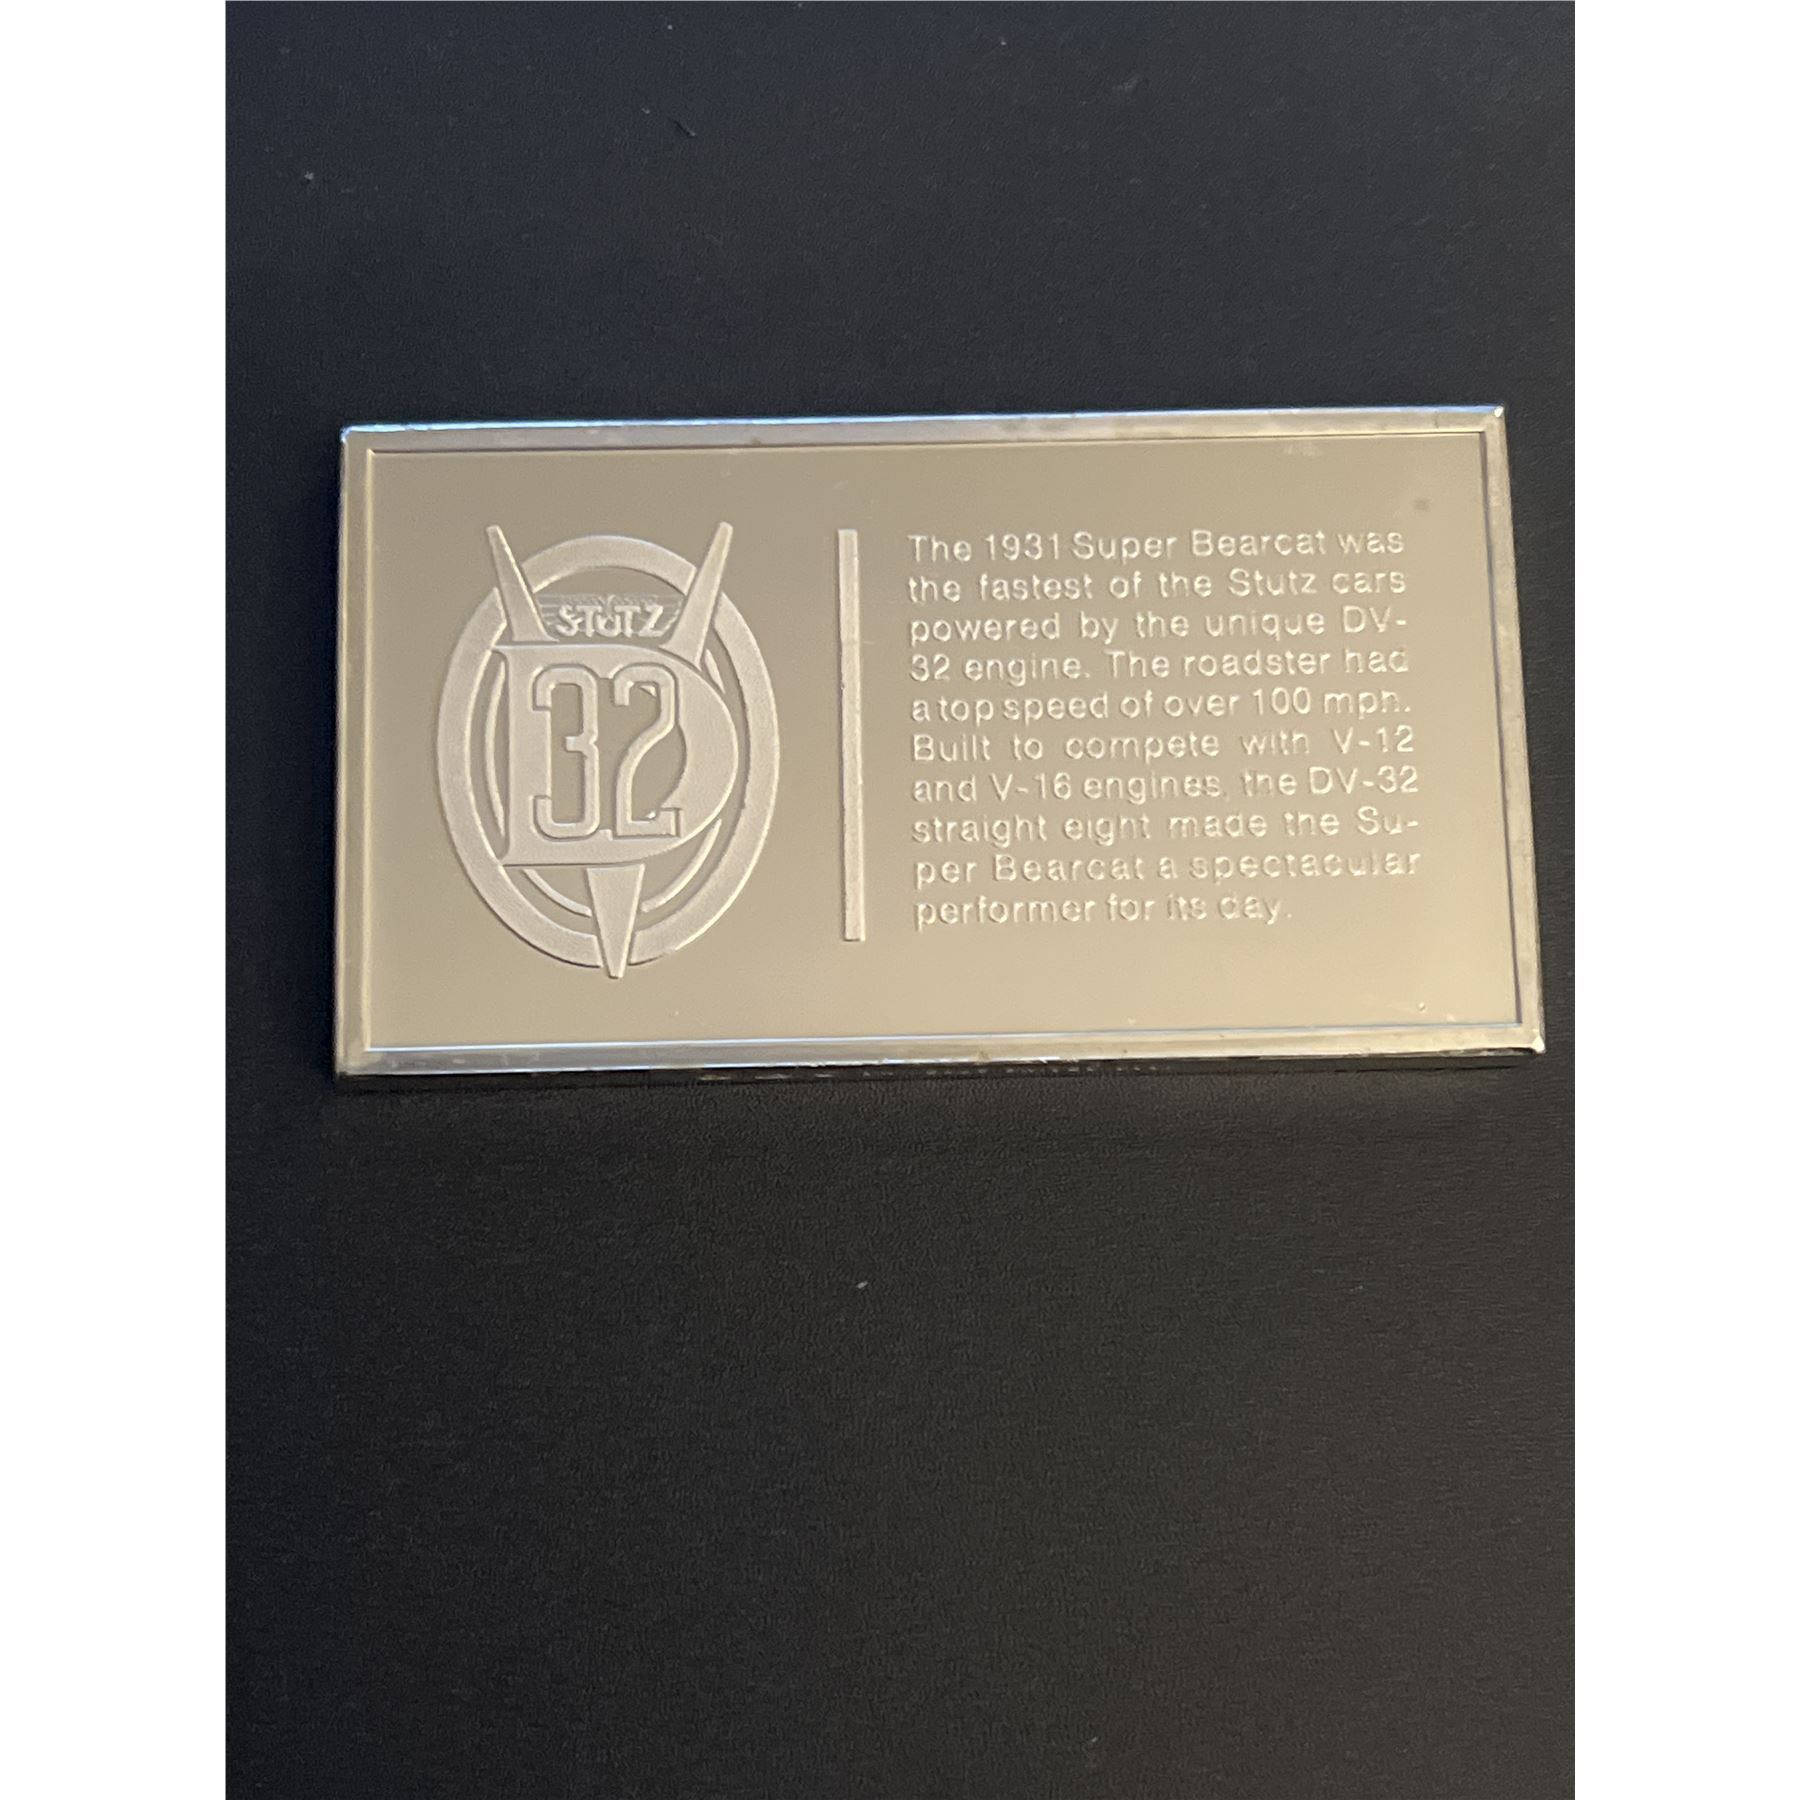 STUTZ
DV
32
The 1931 Super Bearcat was
the fastest of the Stutz cars
powered by the unique DV-
32 engine. The roadster had
a top speed of over 100 mph.
Built to compete with V-12
and V-16 engines, the DV-32
straight eight made the Su-
per Bearcat a spectacular
performer for its day.